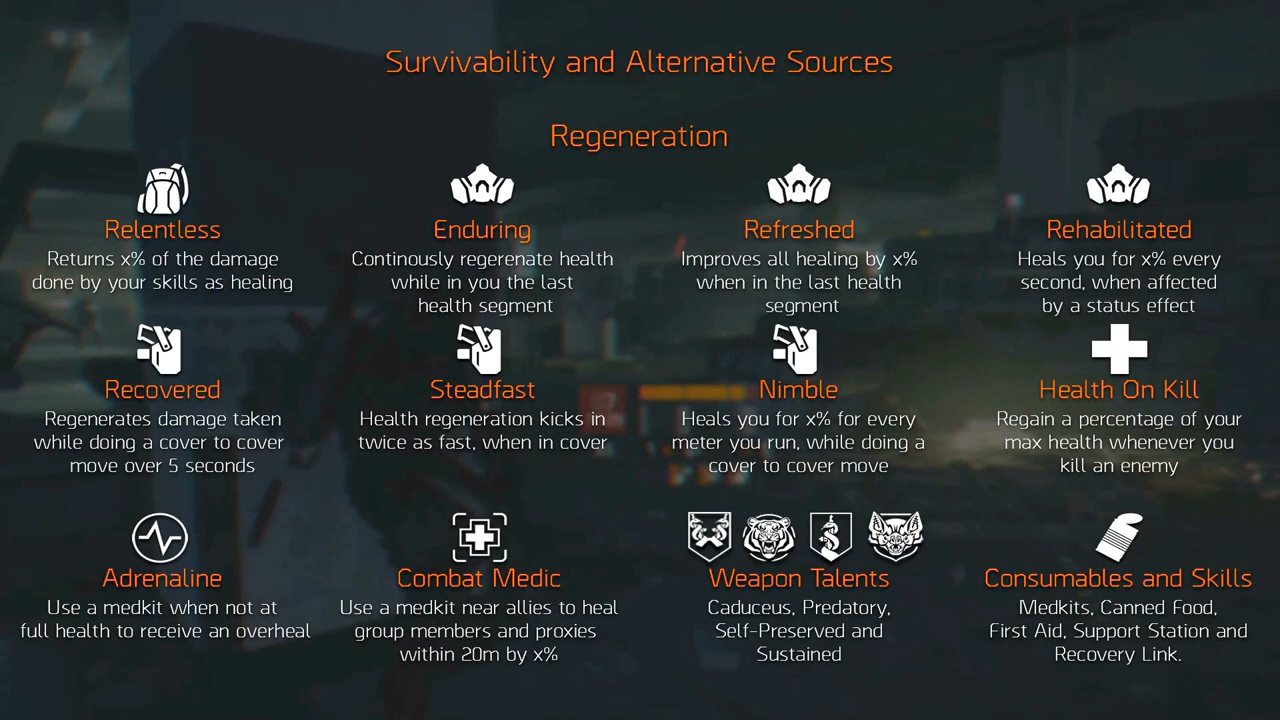 Survivability and Alternative Sources
Regeneration
Relentless
Returns x% of the damage
done by your skills as healing
Enduring
Continously regerenate health
while in you the last
health segment
Refreshed
Improves all healing by x%
when in the last health
segment
Rehabilitated
Heals you for x% every
second, when affected
by a status effect
Recovered
Regenerates damage taken
while doing a cover to cover
move over 5 seconds
Steadfast
Health regeneration kicks in
twice as fast, when in cover
Nimble
Heals you for x% for every
meter you run, while doing a
cover to cover move
Health On Kill
Regain a percentage of your
max health whenever you
kill an enemy
Adrenaline
Use a medkit when not at
full health to receive an overheal
Combat Medic
Use a medkit near allies to heal
group members and proxies
within 20m by x%
Weapon Talents
Caduceus, Predatory,
Self-Preserved and
Sustained
Consumables and Skills
Medkits, Canned Food,
First Aid, Support Station and
Recovery Link.